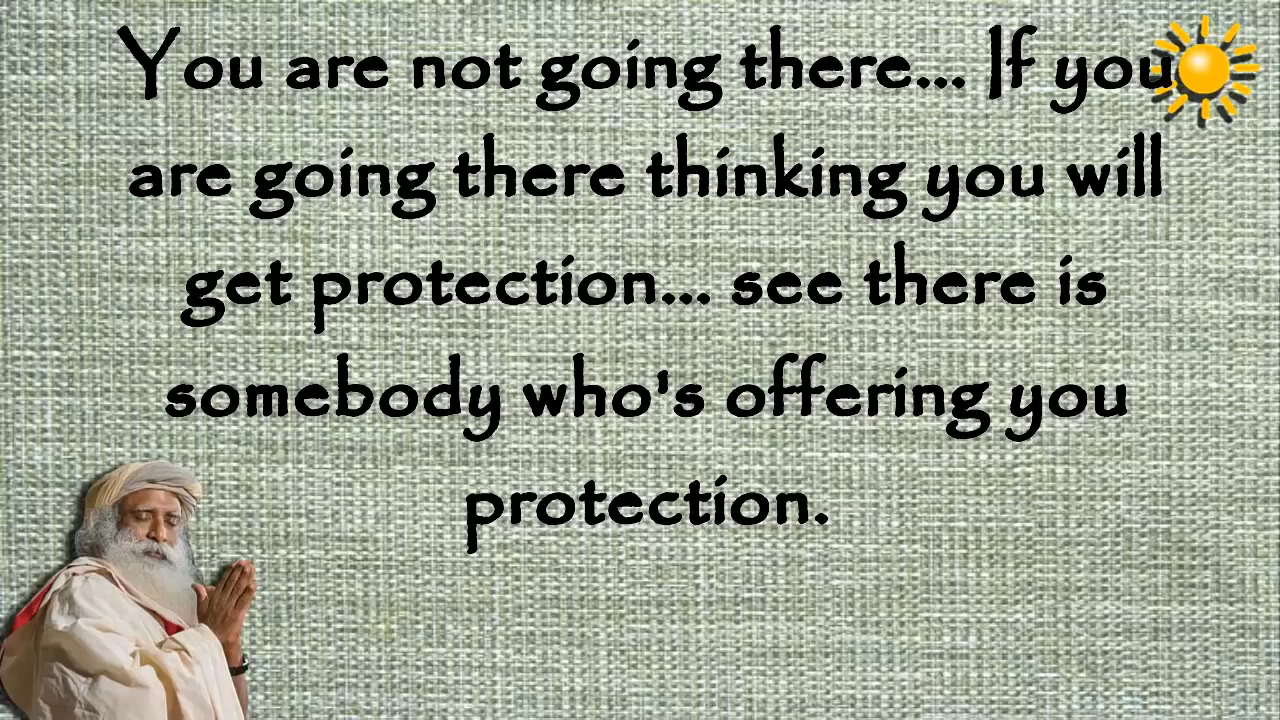 You are not going there... If you
are going there thinking you will
get protection... see there is
somebody who's offering you
protection.